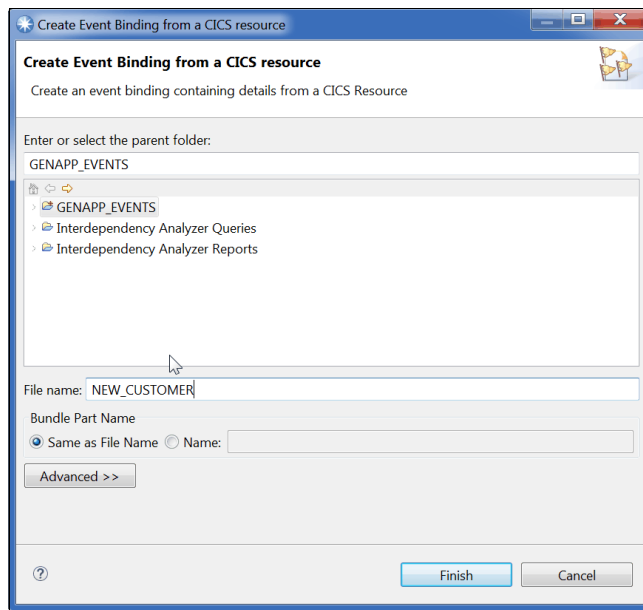 Create Event Binding from a CICS resource
Create Event Binding from a CICS resource
Create an event binding containing details from a CICS Resource
Enter or select the parent folder:
GENAPP_EVENTS
GENAPP_EVENTS
Interdependency Analyzer Queries
Interdependency Analyzer Reports
File name: NEW_CUSTOMER
Bundle Part Name
Same as File Name Name:
Advanced >>
?
Finish Cancel